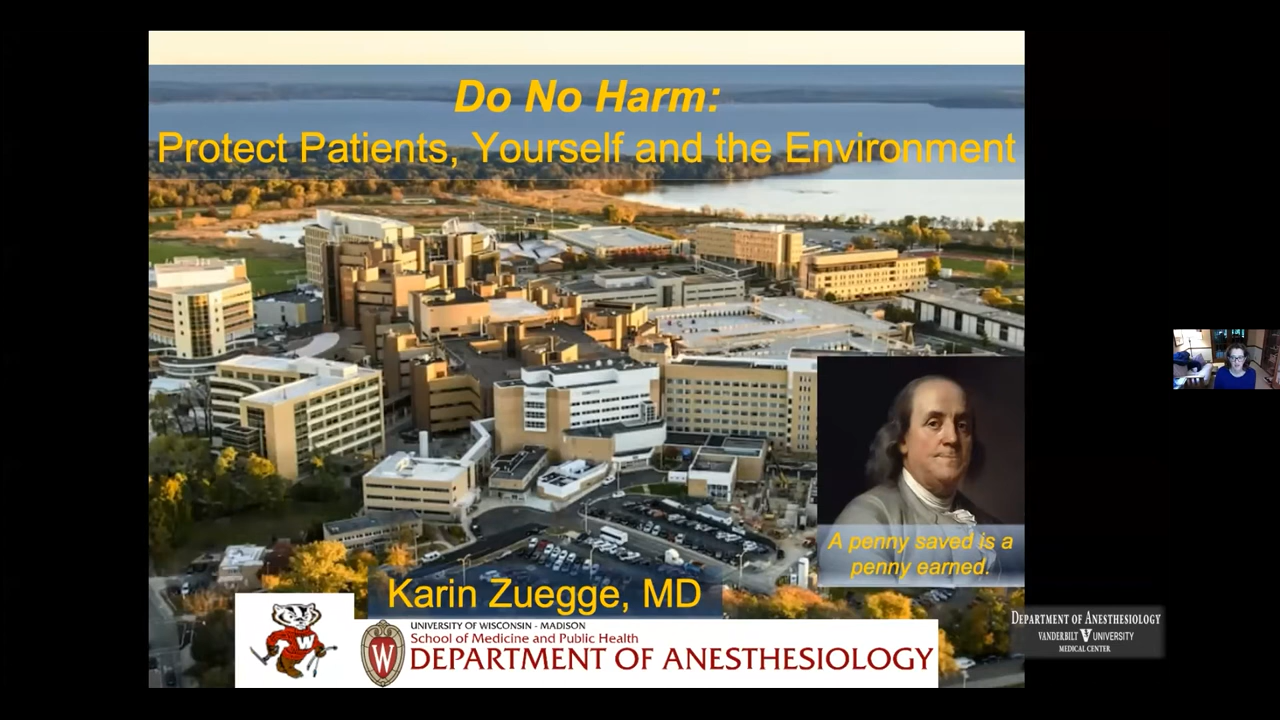 Do No Harm:
Protect Patients, Yourself and the Environment
A penny saved is a
penny earned.
Karin Zuegge, MD
W
W
UNIVERSITY OF WISCONSIN - MADISON
School of Medicine and Public Health
DEPARTMENT OF ANESTHESIOLOGY
DEPARTMENT OF ANESTHESIOLOGY
VANDERBILT V UNIVERSITY
MEDICAL CENTER